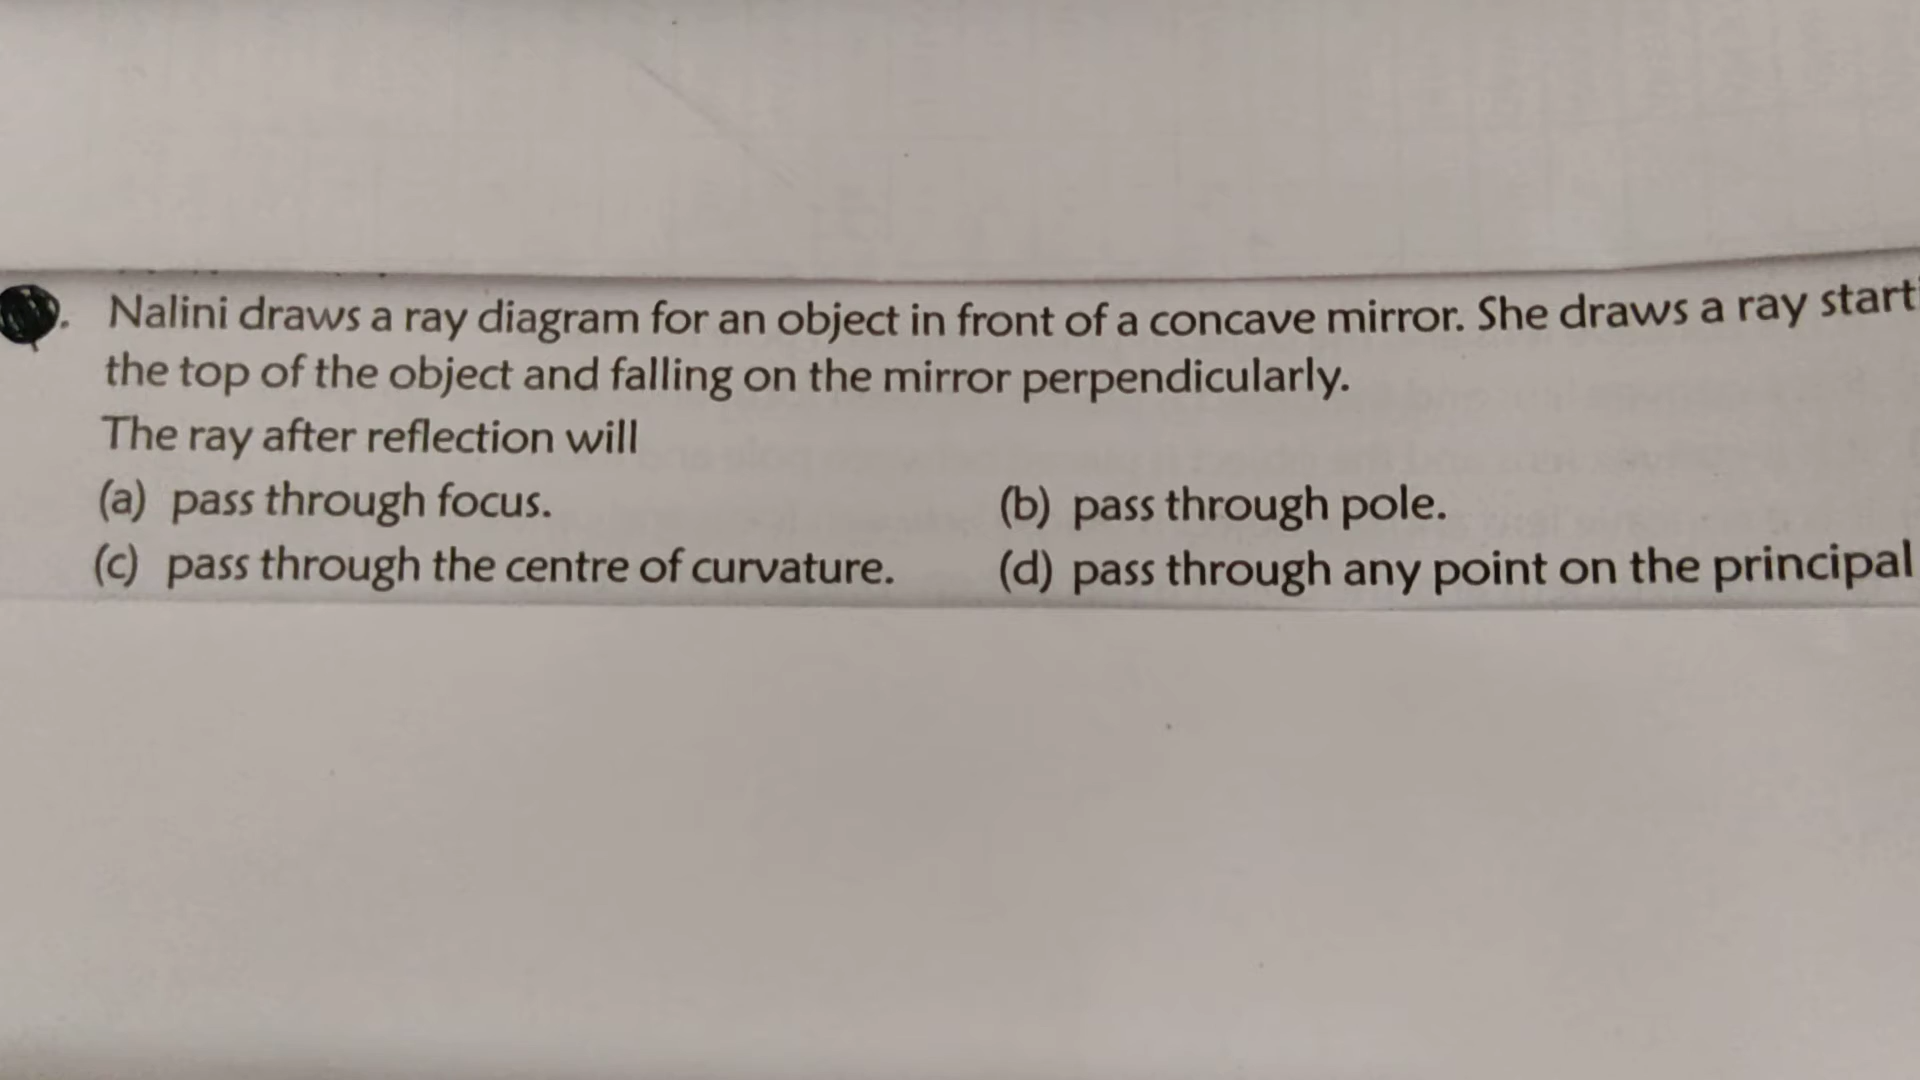 Nalini draws a ray diagram for an object in front of a concave mirror. She draws a ray start
the top of the object and falling on the mirror perpendicularly.
The ray after reflection will
(a) pass through focus. (b) pass through pole.
(c) pass through the centre of curvature. (d) pass through any point on the principal